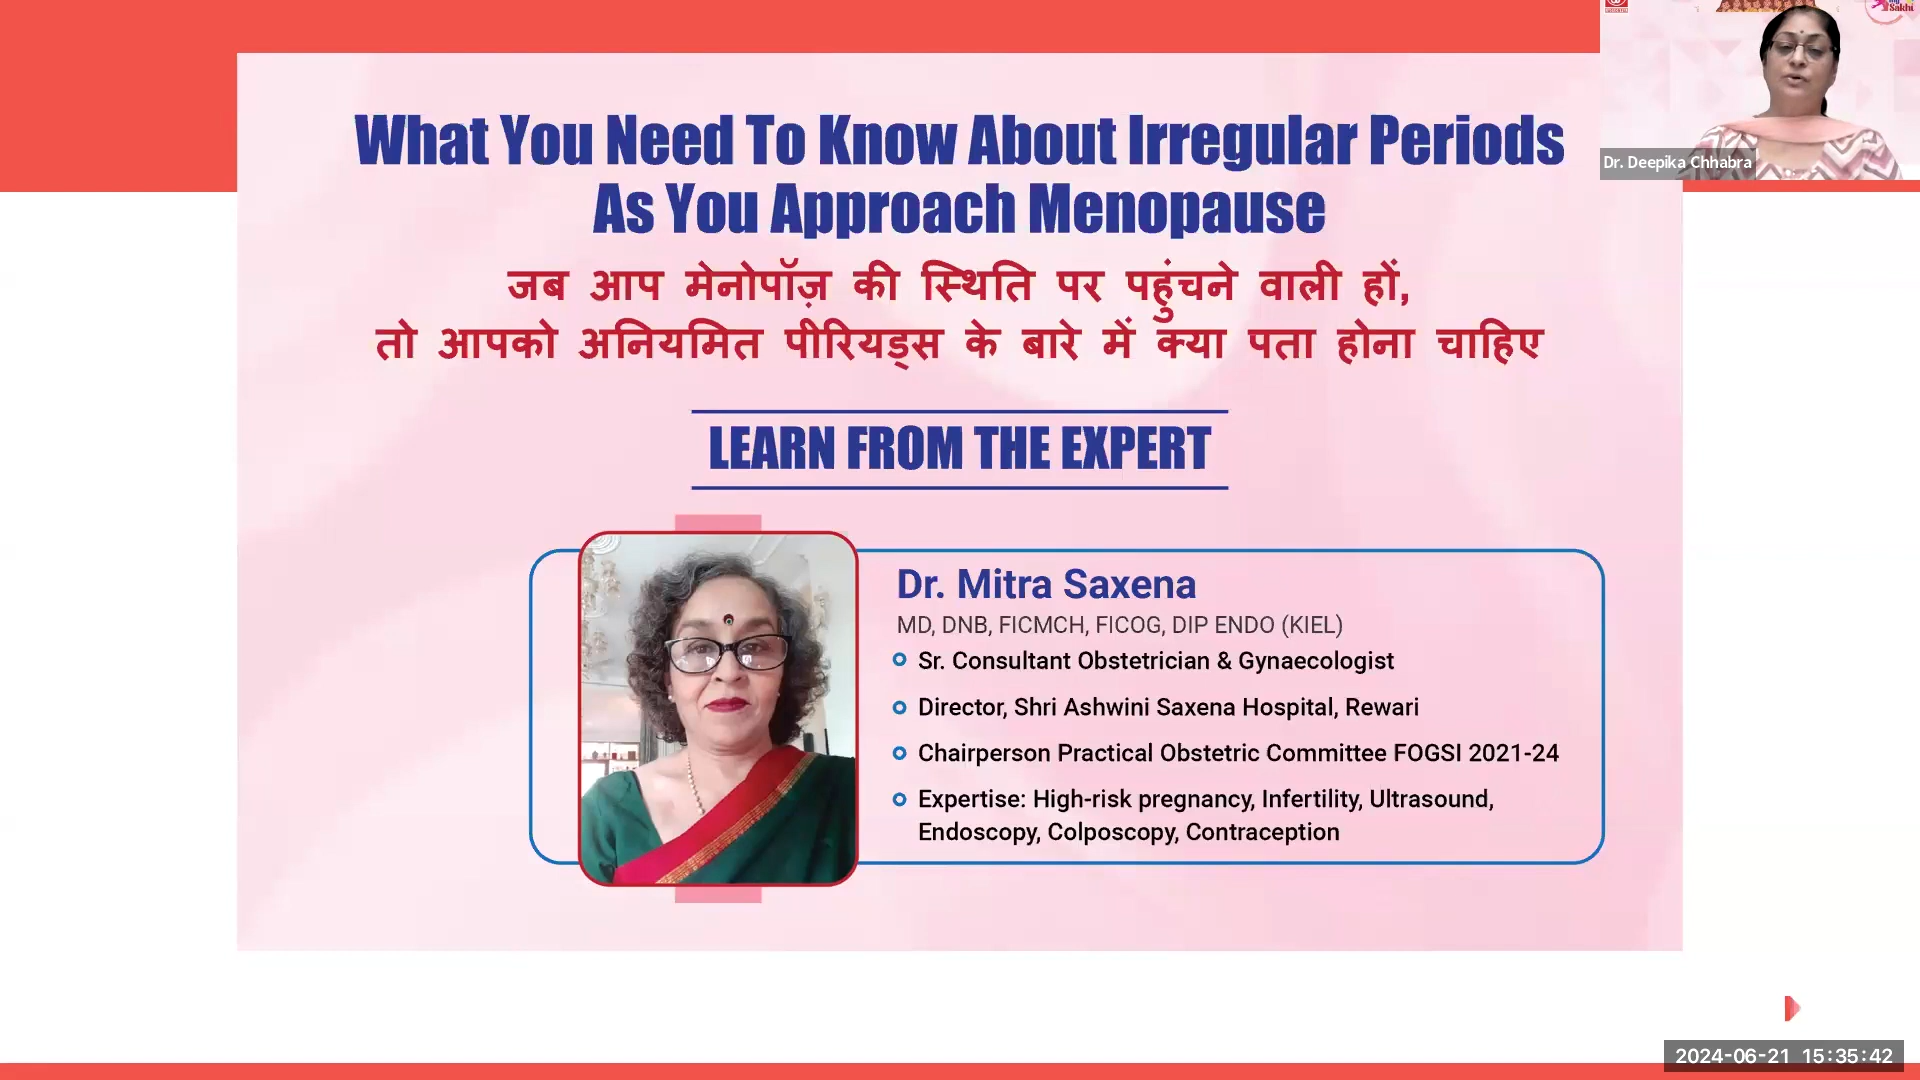 What You Need To Know About Irregular Periods
As You Approach Menopause
जब आप मेनोपॉज़ की स्थिति पर पहुंचने वाली हों,
तो आपको अनियमित पीरियड्स के बारे में क्या पता होना चाहिए
LEARN FROM THE EXPERT
Dr. Mitra Saxena
MD, DNB, FICMCH, FICOG, DIP ENDO (KIEL)
Sr. Consultant Obstetrician & Gynaecologist
Director, Shri Ashwini Saxena Hospital, Rewari
Chairperson Practical Obstetric Committee FOGSI 2021-24
Expertise: High-risk pregnancy, Infertility, Ultrasound,
Endoscopy, Colposcopy, Contraception
Sakhi
Dr. Deepika Chhabra
2024-06-21 15:35:42